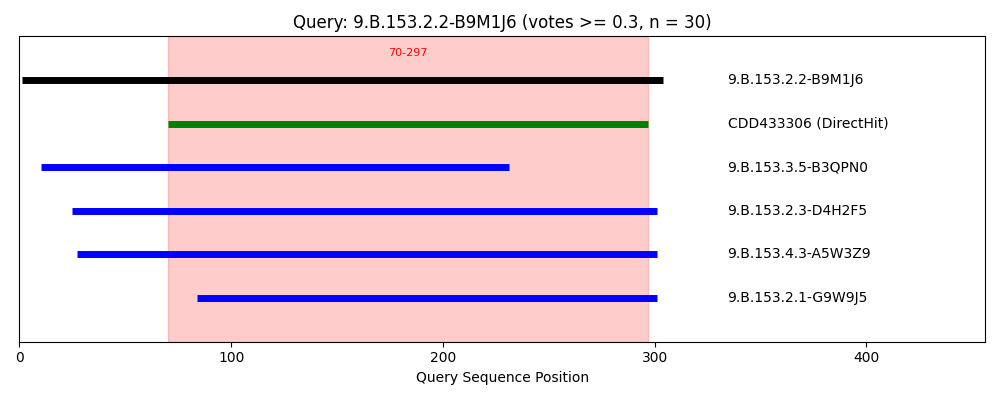 Query: 9.B.153.2.2-B9M1J6 (votes >= 0.3, n = 30)
70-297
9.B.153.2.2-B9M1J6
CDD433306 (DirectHit)
9.B.153.3.5-B3QPN0
9.B.153.2.3-D4H2F5
9.B.153.4.3-A5W3Z9
9.B.153.2.1-G9W9J5
0 100 200 300 400
Query Sequence Position